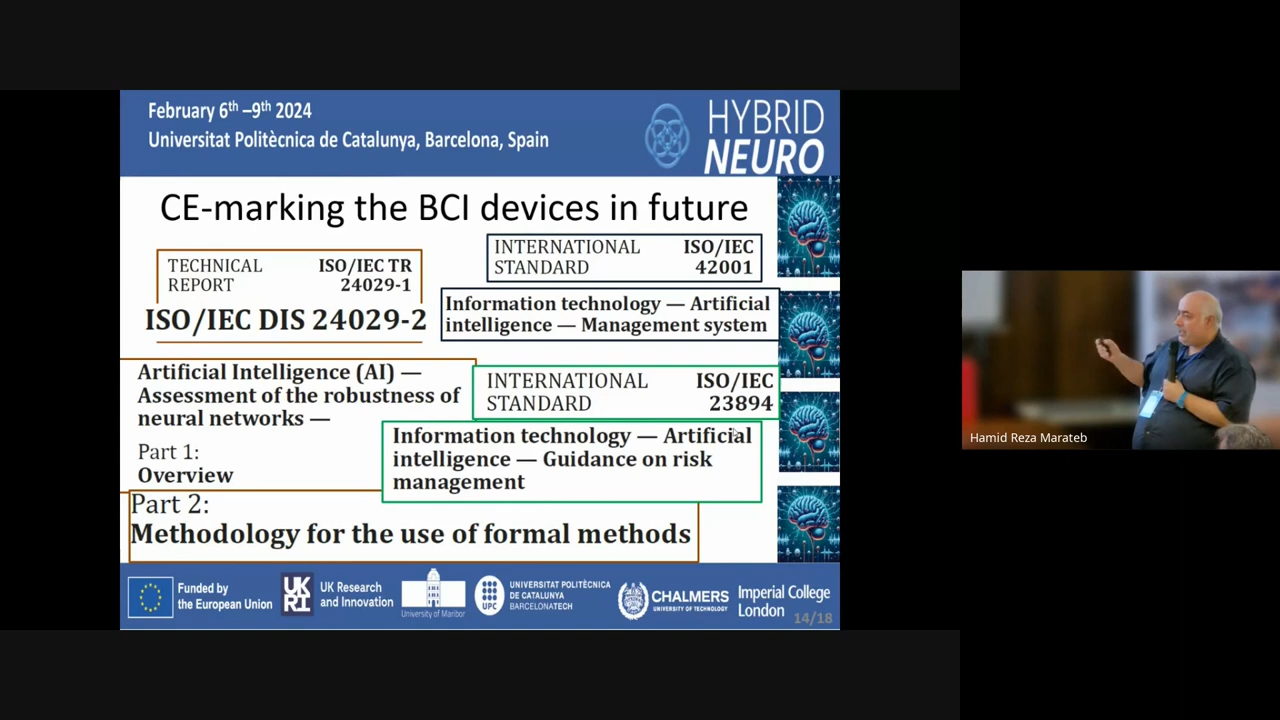 February 6th –9th 2024
Universitat Politècnica de Catalunya, Barcelona, Spain
HYBRID
NEURO
CE-marking the BCI devices in future
TECHNICAL REPORT
ISO/IEC TR 24029-1
ISO/IEC DIS 24029-2
INTERNATIONAL STANDARD
ISO/IEC 42001
Information technology — Artificial
intelligence — Management system
Artificial Intelligence (AI) —
Assessment of the robustness of
neural networks —
Part 1:
Overview
INTERNATIONAL STANDARD
ISO/IEC 23894
Information technology — Artificial
intelligence — Guidance on risk
management
Part 2:
Methodology for the use of formal methods
Hamid Reza Marateb
Funded by
the European Union
UK
RI
UK Research
and Innovation
University of Maribor
UPC
UNIVERSITAT POLITÈCNICA
DE CATALUNYA
BARCELONATECH
CHALMERS
UNIVERSITY OF TECHNOLOGY
Imperial College
London
14/18